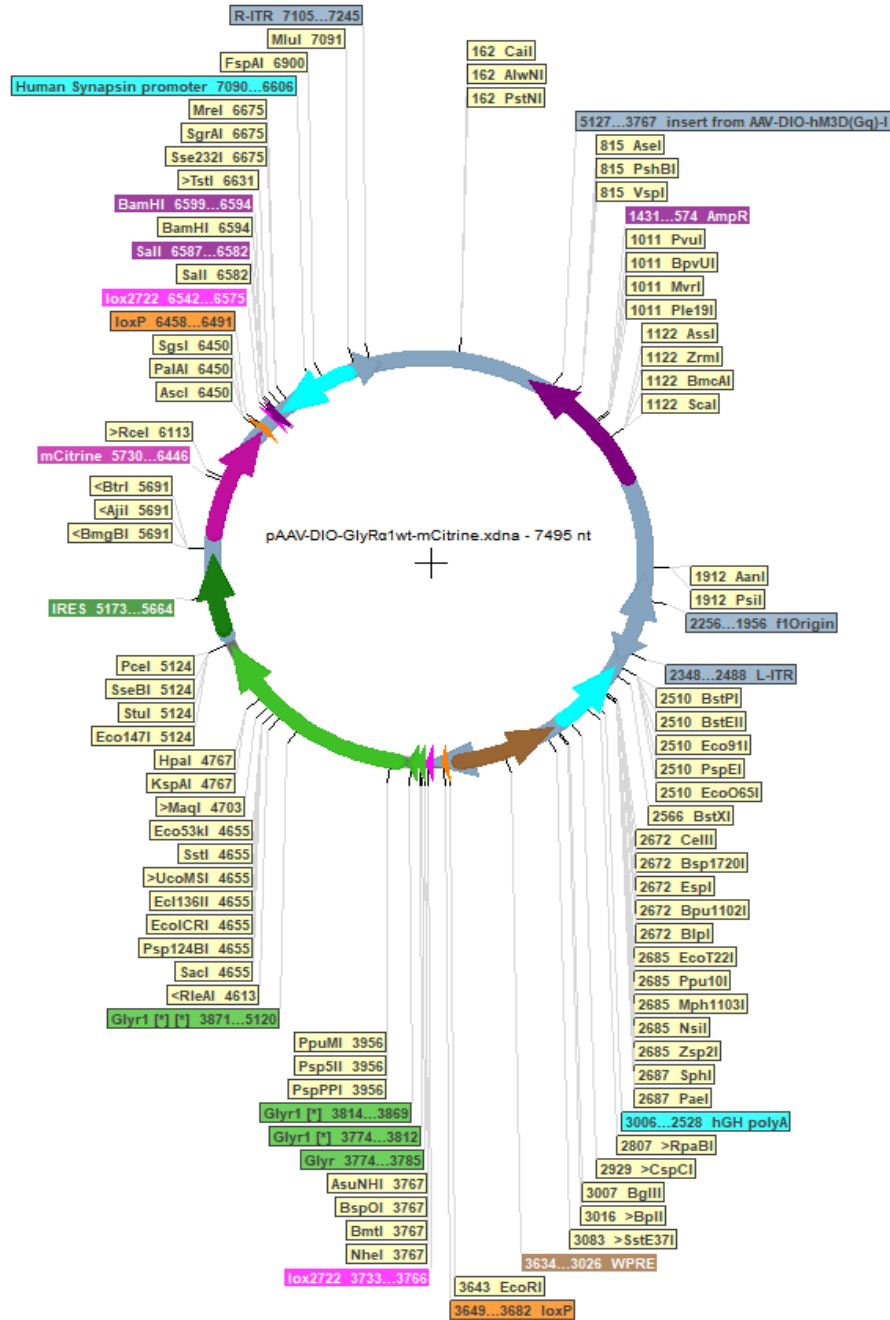 R-ITR 7105...7245
MluI 7091
FspAI 6900
Human Synapsin promoter 7090...6606
MreI 6675
SgrAI 6675
Sse232I 6675
>TstI 6631
BamHI 6599...6594
BamHI 6594
SalI 6587...6582
SalI 6582
lox2722 6542...6575
loxP 6458...6491
SgsI 6450
PalAI 6450
AscI 6450
>RceI 6113
mCitrine 5730...6446
<BtrI 5691
<AjiI 5691
<BmgBI 5691
IRES 5173...5664
PceI 5124
SseBI 5124
StuI 5124
Eco147I 5124
HpaI 4767
KspAI 4767
>MaqI 4703
Eco53kI 4655
SstI 4655
>UcoMSI 4655
Ecl136II 4655
EcoICRI 4655
Psp124BI 4655
SacI 4655
<RleAI 4613
Glyr1 [*] [*] 3871...5120
PpuMI 3956
Psp5II 3956
PspPPI 3956
Glyr1 [*] 3814...3869
Glyr1 [*] 3774...3812
Glyr 3774...3785
AsuNHI 3767
BspOI 3767
BmtI 3767
NheI 3767
lox2722 3733...3766
pAAV-DIO-GlyRα1wt-mCitrine.xdna - 7495 nt
162 CaiI
162 AlwNI
162 PstNI
5127...3767 insert from AAV-DIO-hM3D(Gq)-I
815 AseI
815 PshBI
815 VspI
1431...574 AmpR
1011 PvuI
1011 BpvUI
1011 MvrI
1011 Ple19I
1122 AssI
1122 ZrmI
1122 BmcAI
1122 ScaI
1912 AanI
1912 PsiI
2256...1956 f1Origin
2348...2488 L-ITR
2510 BstPI
2510 BstEII
2510 Eco91I
2510 PspEI
2510 EcoO65I
2566 BstXI
2672 CelII
2672 Bsp1720I
2672 EspI
2672 Bpu1102I
2672 BlpI
2685 EcoT22I
2685 Ppu10I
2685 Mph1103I
2685 NsiI
2685 Zsp2I
2687 SphI
2687 PaeI
3006...2528 hGH polyA
2807 >RpaBI
2929 >CspCI
3007 BglII
3016 >BplI
3083 >SstE37I
3634...3026 WPRE
3643 EcoRI
3649...3682 loxP